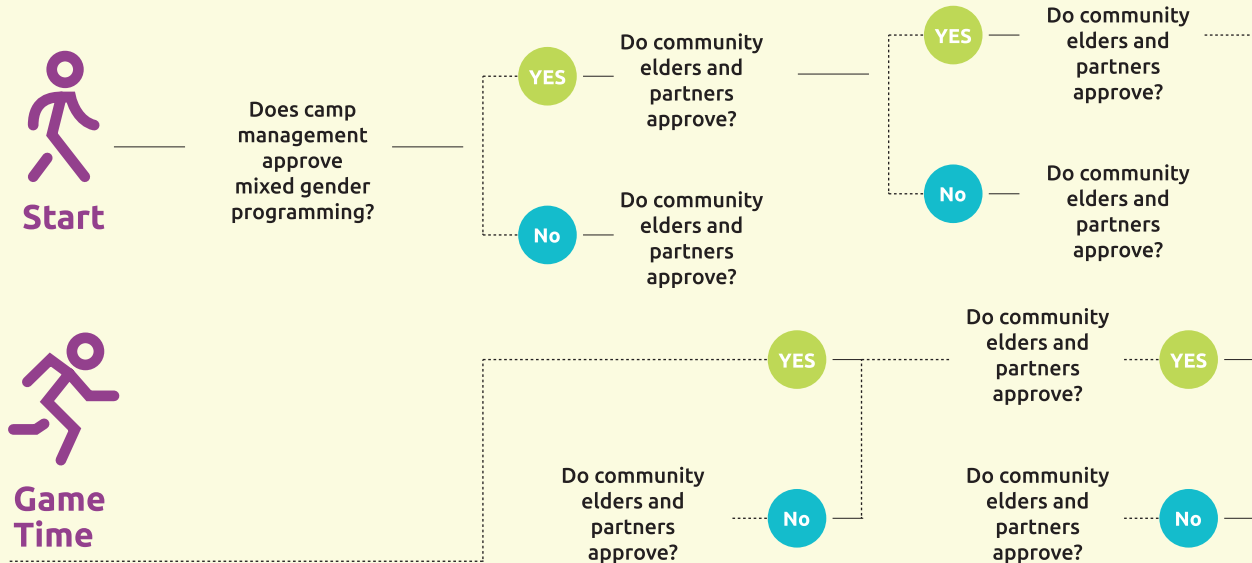 Start
Does camp
management
approve
mixed gender
programming?
YES
Do community
elders and
partners
approve?
No
Do community
elders and
partners
approve?
YES
Do community
elders and
partners
approve?
No
Do community
elders and
partners
approve?
Game
Time
YES
Do community
elders and
partners
approve?
YES
Do community
elders and
partners
approve?
No
Do community
elders and
partners
approve?
No